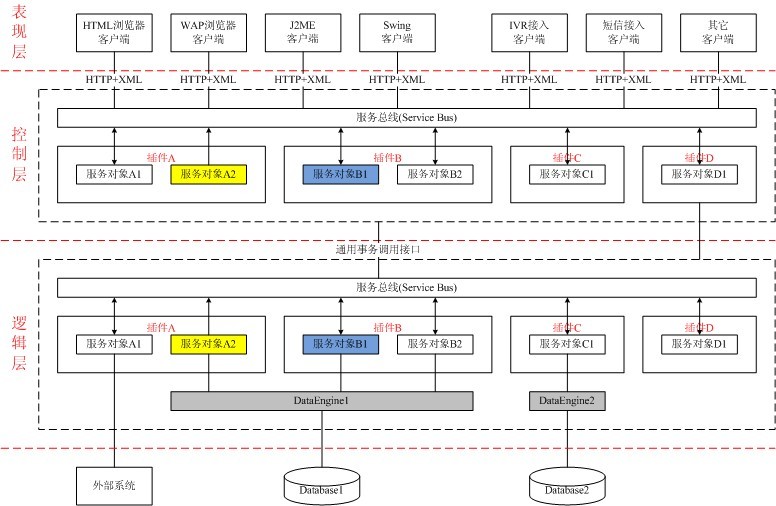 表现层
HTML浏览器
客户端
WAP浏览器
客户端
J2ME
客户端
Swing
客户端
IVR接入
客户端
短信接入
客户端
其它
客户端
HTTP+XML
HTTP+XML
HTTP+XML
HTTP+XML
HTTP+XML
HTTP+XML
HTTP+XML
控制层
服务总线(Service Bus)
插件A
插件B
插件C
插件D
服务对象A1
服务对象A2
服务对象B1
服务对象B2
服务对象C1
服务对象D1
通用事务调用接口
逻辑层
服务总线(Service Bus)
插件A
插件B
插件C
插件D
服务对象A1
服务对象A2
服务对象B1
服务对象B2
服务对象C1
服务对象D1
DataEngine1
DataEngine2
外部系统
Database1
Database2